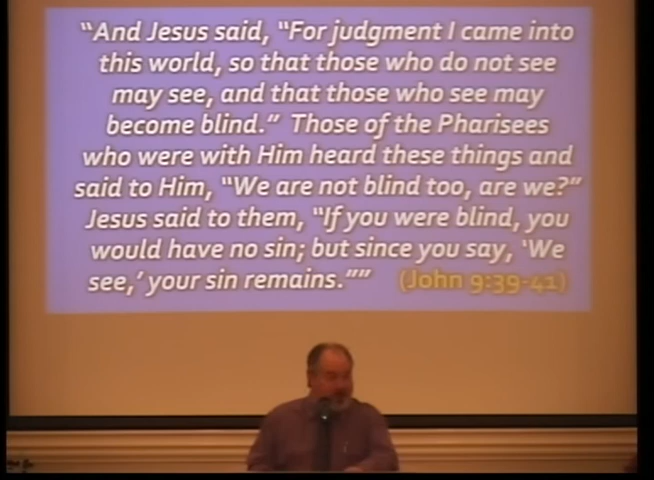 "And Jesus said, "For judgment I came into
this world, so that those who do not see
may see, and that those who see may
become blind." Those of the Pharisees
who were with Him heard these things and
said to Him, "We are not blind too, are we?"
Jesus said to them, "If you were blind, you
would have no sin; but since you say, 'We
see,' your sin remains."" (John 9:39-41)